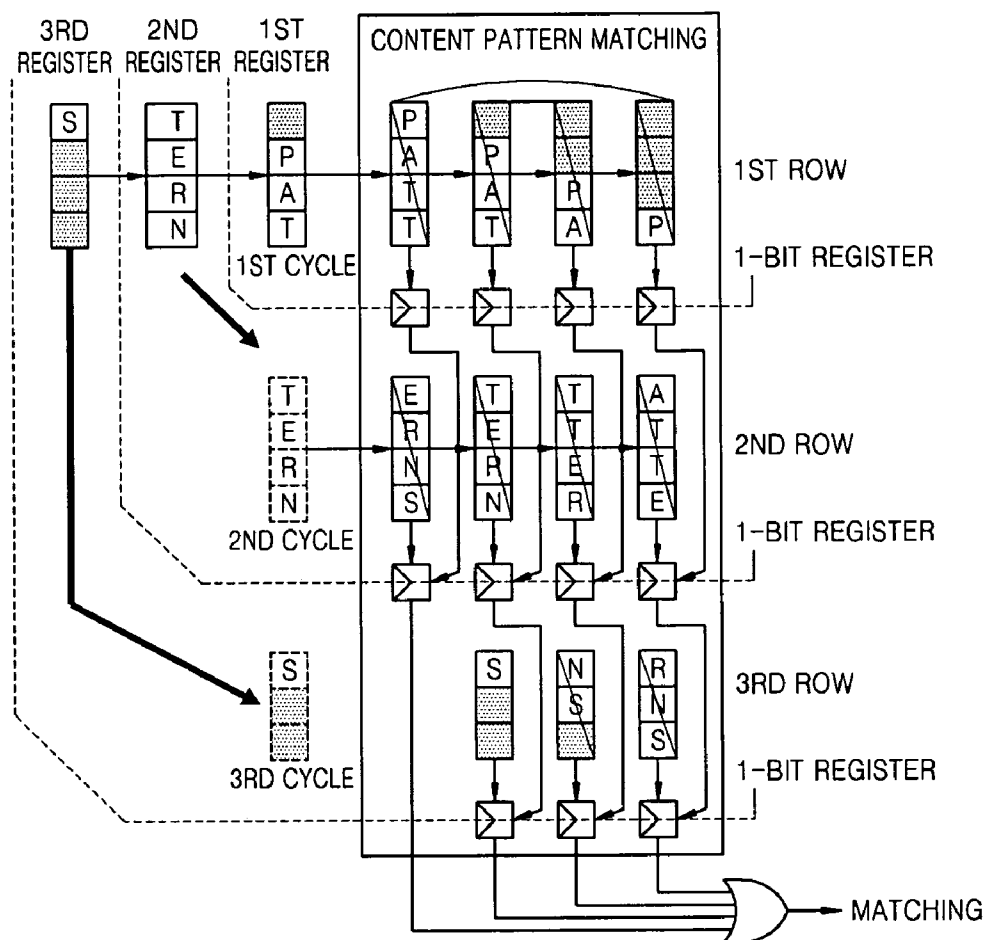 3RD REGISTER
2ND REGISTER
1ST REGISTER
CONTENT PATTERN MATCHING
S
T
E
R
N
P
A
T
P
A
T
T
P
A
T
P
A
P
1ST ROW
1ST CYCLE
1-BIT REGISTER
T
E
R
N
E
R
N
S
T
E
R
N
T
T
E
R
A
T
T
E
2ND ROW
2ND CYCLE
1-BIT REGISTER
S
S
N
S
R
N
S
3RD ROW
3RD CYCLE
1-BIT REGISTER
MATCHING